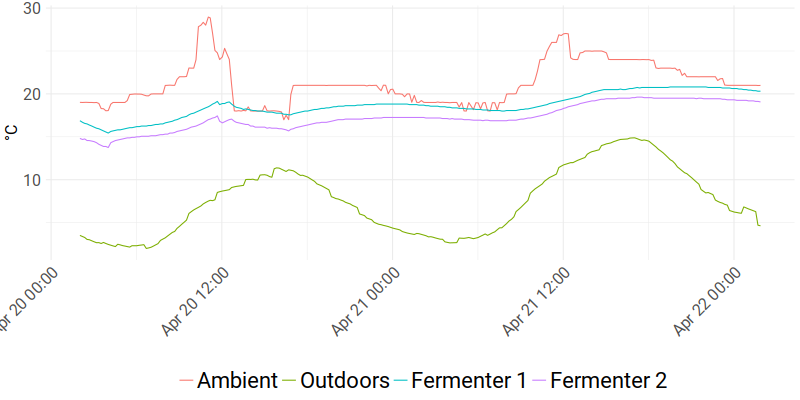 30
20
10
°C
Apr 20 00:00
Apr 20 12:00
Apr 21 00:00
Apr 21 12:00
Apr 22 00:00
Ambient Outdoors Fermenter 1 Fermenter 2